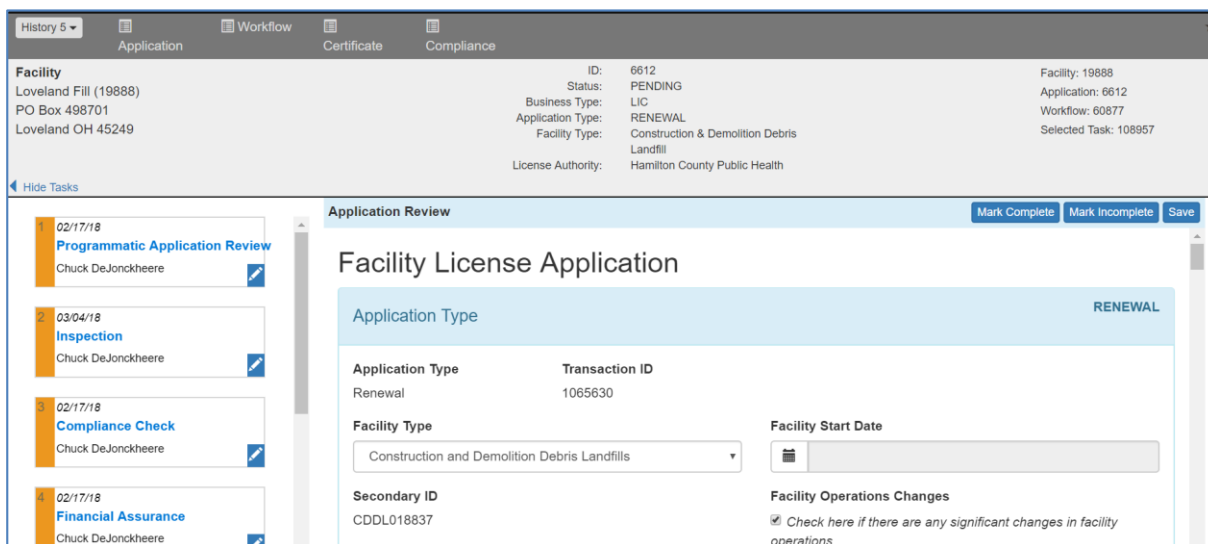 History 5
Application
Workflow
Certificate
Compliance
Facility
Loveland Fill (19888)
PO Box 498701
Loveland OH 45249
ID: 6612
Status: PENDING
Business Type: LIC
Application Type: RENEWAL
Facility Type: Construction & Demolition Debris
Landfill
License Authority: Hamilton County Public Health
Facility: 19888
Application: 6612
Workflow: 60877
Selected Task: 108957
Hide Tasks
1 02/17/18
Programmatic Application Review
Chuck DeJonckheere
2 03/04/18
Inspection
Chuck DeJonckheere
3 02/17/18
Compliance Check
Chuck DeJonckheere
4 02/17/18
Financial Assurance
Chuck DeJonckheere
Application Review
Mark Complete Mark Incomplete Save
Facility License Application
Application Type RENEWAL
Application Type Transaction ID
Renewal 1065630
Facility Type Facility Start Date
Construction and Demolition Debris Landfills
Secondary ID Facility Operations Changes
CDDL018837 Check here if there are any significant changes in facility
operations